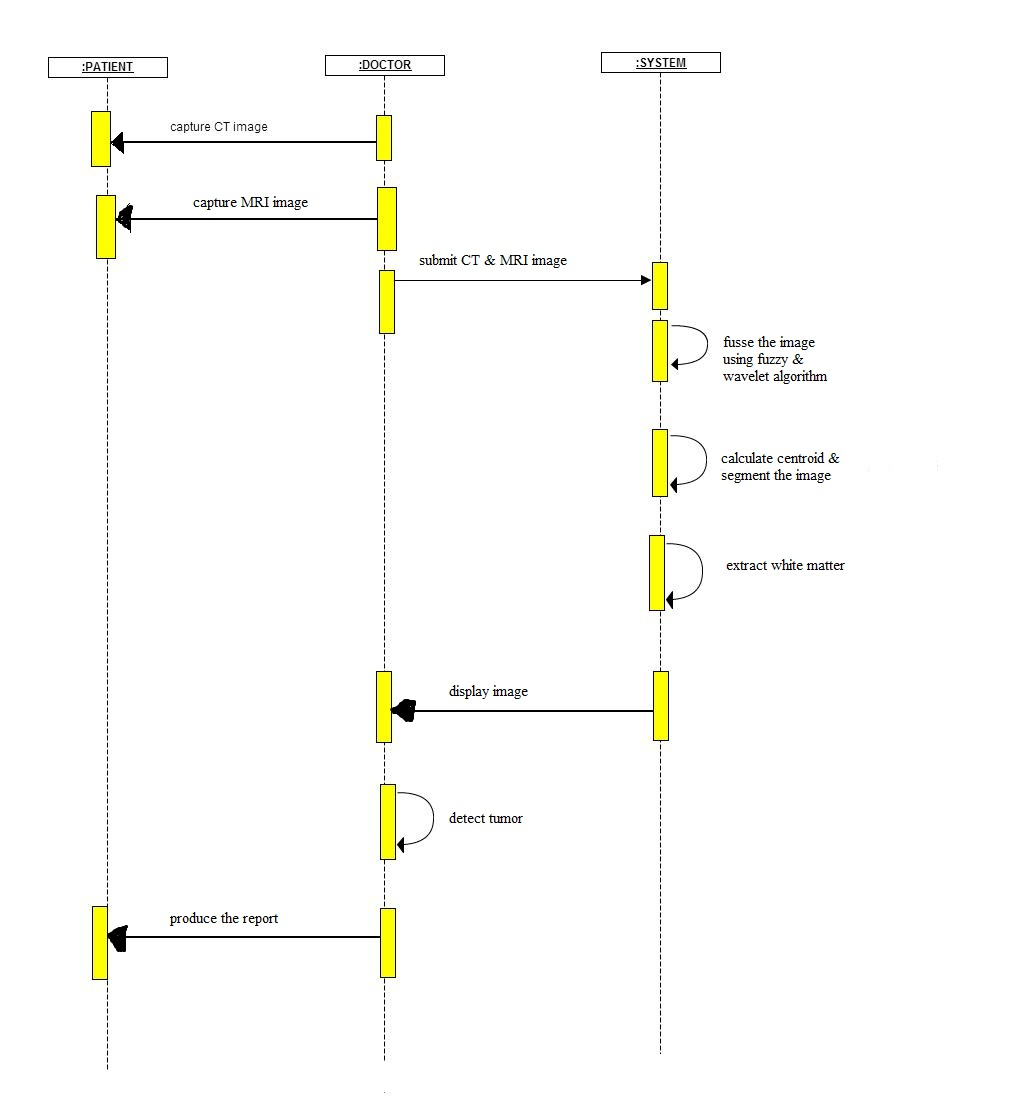 :PATIENT
:DOCTOR
:SYSTEM
capture CT image
capture MRI image
submit CT & MRI image
fusse the image
using fuzzy &
wavelet algorithm
calculate centroid &
segment the image
extract white matter
display image
detect tumor
produce the report